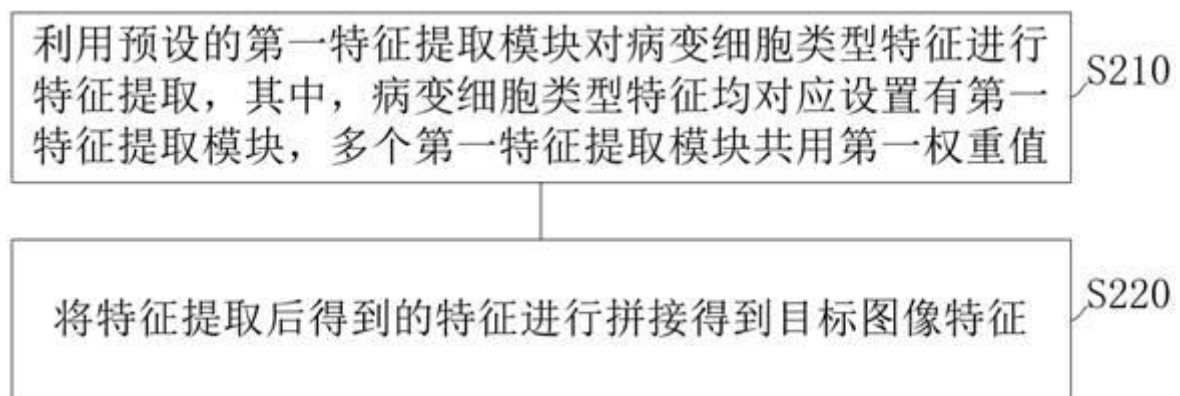 利用预设的第一特征提取模块对病变细胞类型特征进行
特征提取，其中，病变细胞类型特征均对应设置有第一
特征提取模块，多个第一特征提取模块共用第一权重值
S210
将特征提取后得到的特征进行拼接得到目标图像特征
S220